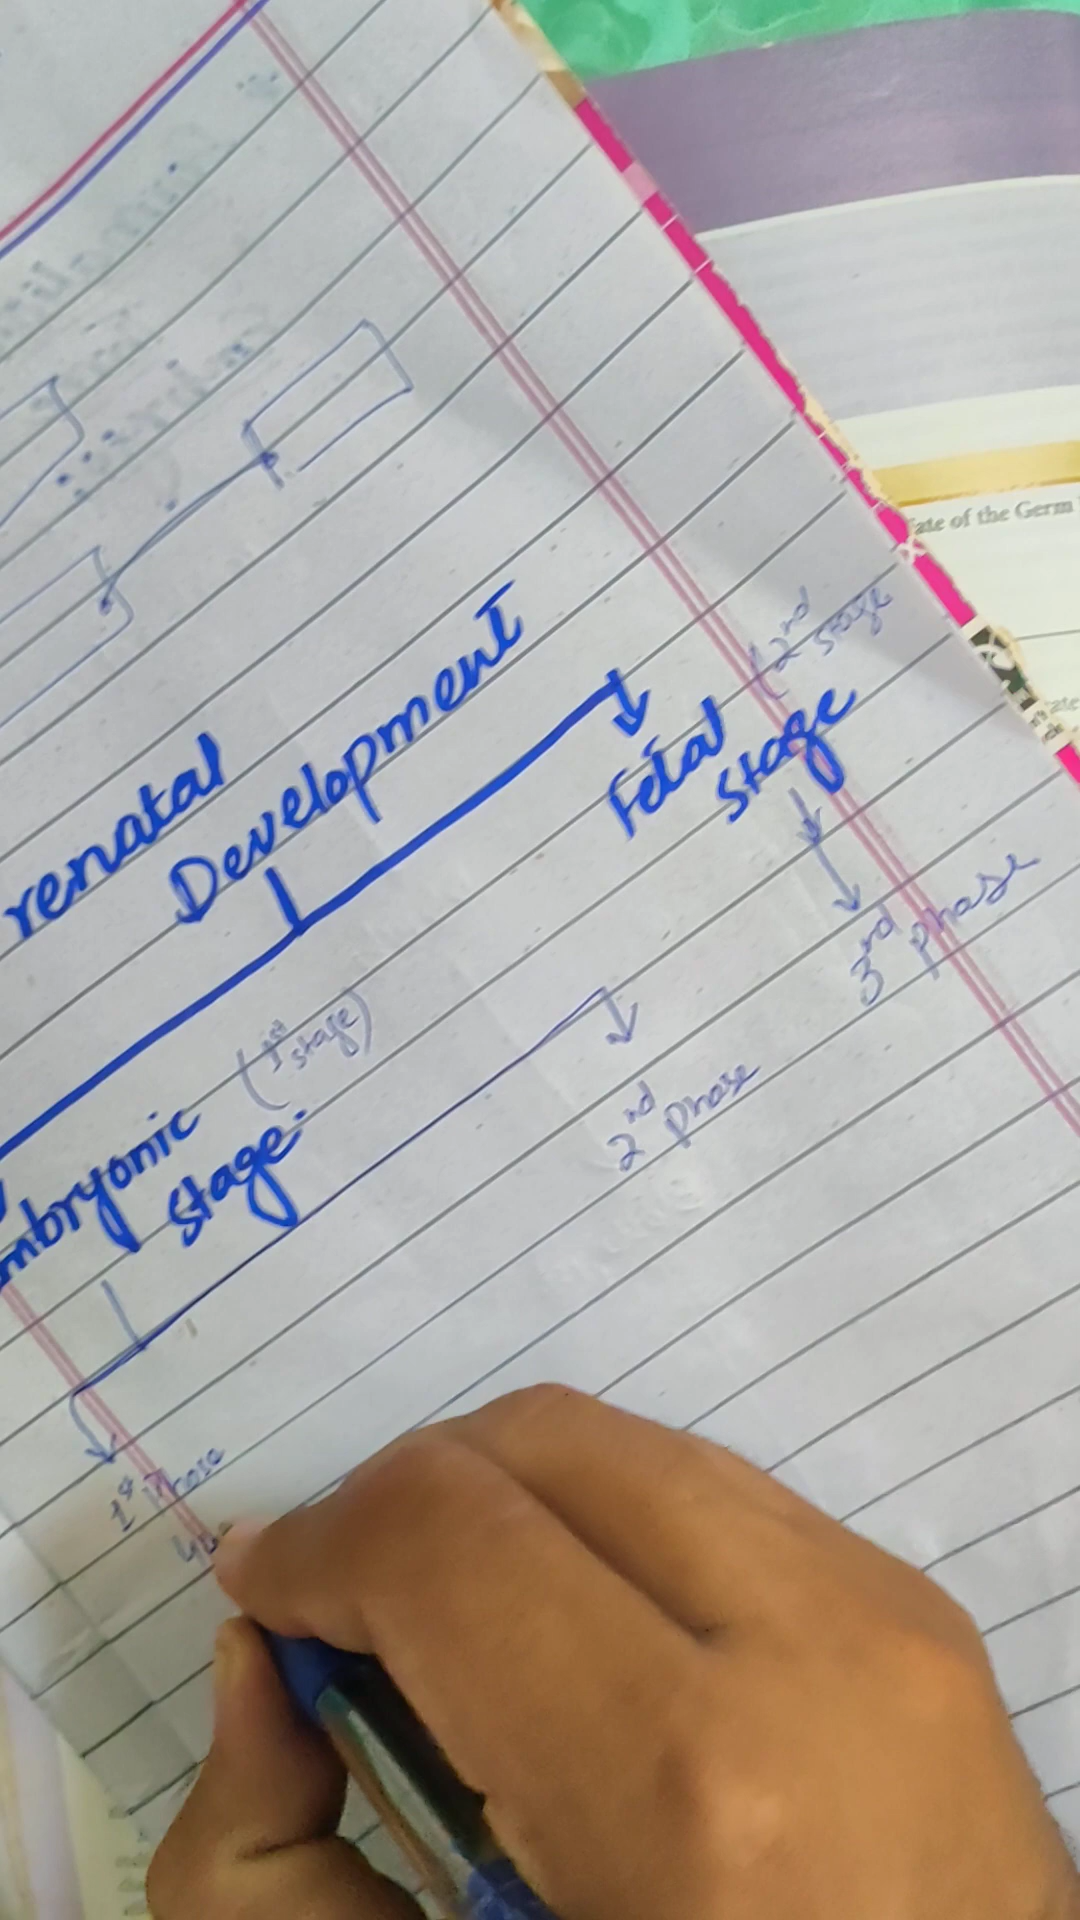 renatal
Development
Fetal
Stage
(2nd
stage
3rd phase
mbryonic
stage
(1st
stage)
2nd phase
1st Phase
ate of the Germ